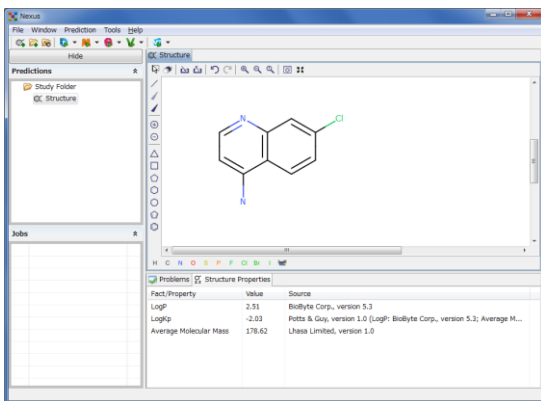 Nexus
File Window Prediction Tools Help
Hide
Structure
Predictions
Study Folder
Structure
N
Cl
N
Jobs
H C N O S P F Cl Br I
Problems Structure Properties
Fact/Property Value Source
LogP 2.51 BioByte Corp., version 5.3
LogKp -2.03 Potts & Guy, version 1.0 (LogP: BioByte Corp., version 5.3; Average M...
Average Molecular Mass 178.62 Lhasa Limited, version 1.0